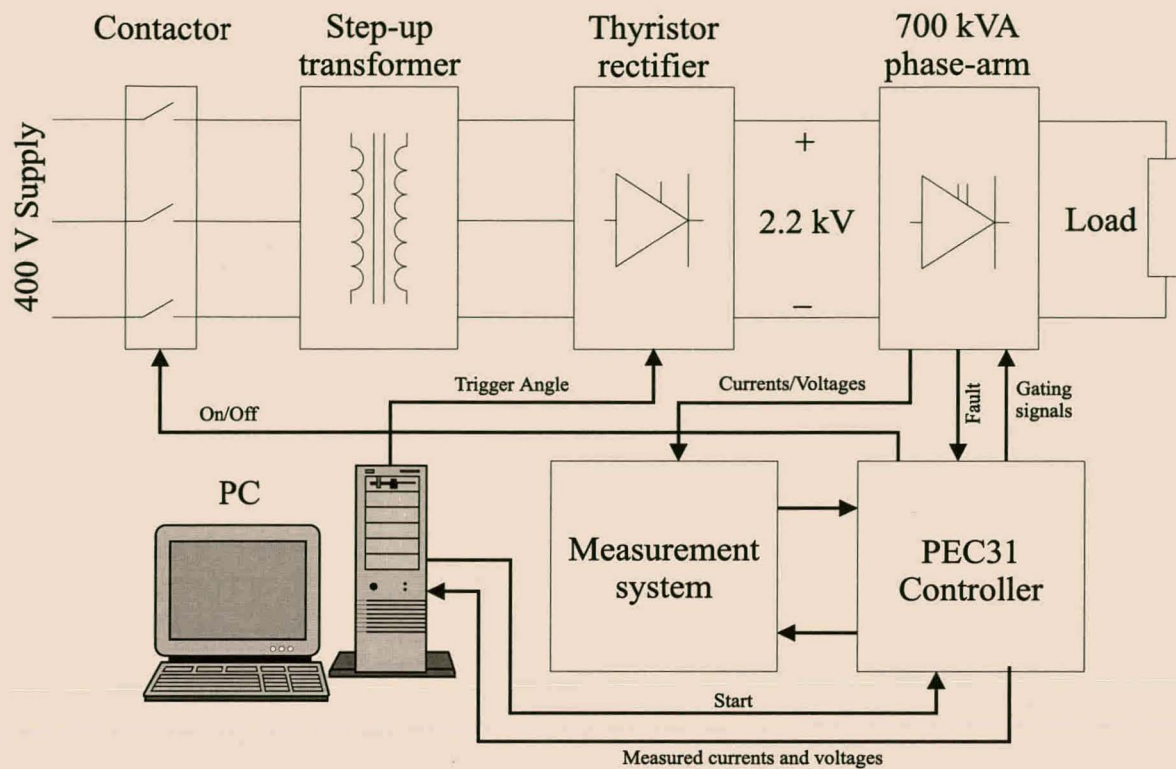 Contactor
Step-up
transformer
Thyristor
rectifier
700 kVA
phase-arm
400 V Supply
+
2.2 kV
−
Load
Trigger Angle
Currents/Voltages
Fault
Gating
signals
On/Off
PC
Measurement
system
PEC31
Controller
Start
Measured currents and voltages